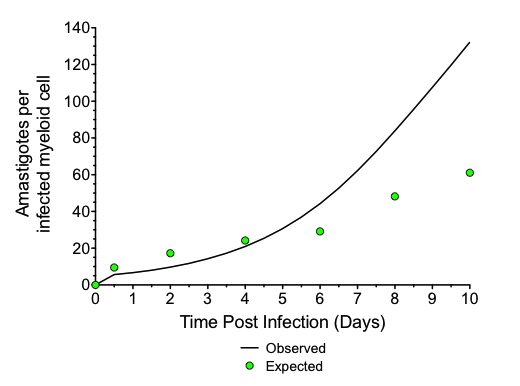 Amastigotes per
infected myeloid cell
140
120
100
80
60
40
20
0
0 1 2 3 4 5 6 7 8 9 10
Time Post Infection (Days)
Observed
Expected